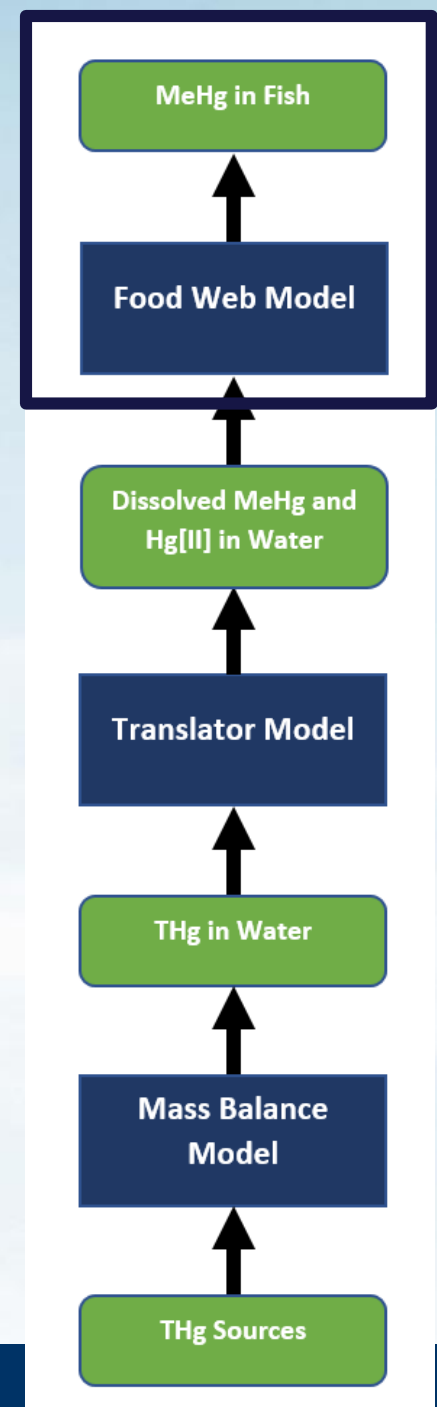 MeHg in Fish
Food Web Model
Dissolved MeHg and
Hg[II] in Water
Translator Model
THg in Water
Mass Balance
Model
THg Sources